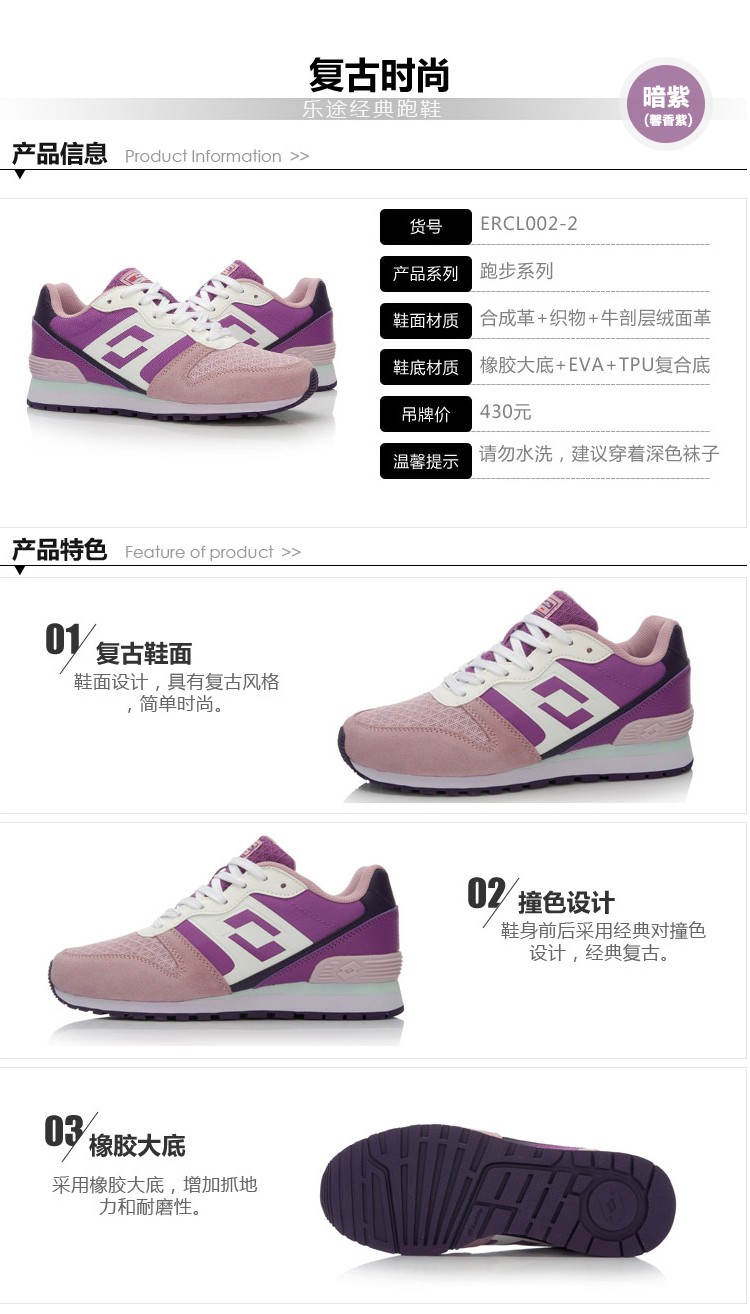 复古时尚
乐途经典跑鞋
暗紫
(馨香紫)
产品信息 Product Information >>
货号 ERCL002-2
产品系列 跑步系列
鞋面材质 合成革+织物+牛剖层绒面革
鞋底材质 橡胶大底+EVA+TPU复合底
吊牌价 430元
温馨提示 请勿水洗，建议穿着深色袜子
产品特色 Feature of product >>
01 复古鞋面
鞋面设计，具有复古风格
，简单时尚。
02 撞色设计
鞋身前后采用经典对撞色
设计，经典复古。
03 橡胶大底
采用橡胶大底，增加抓地
力和耐磨性。